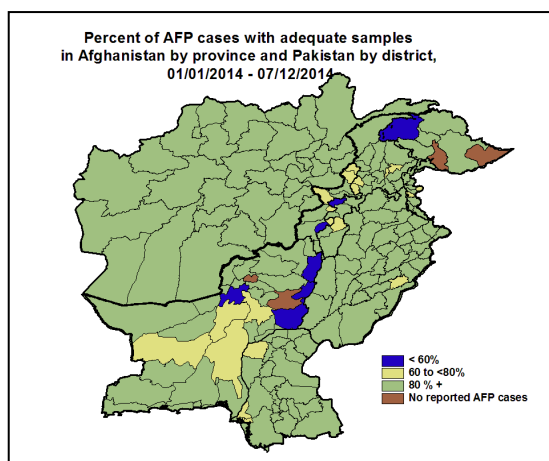 Percent of AFP cases with adequate samples
in Afghanistan by province and Pakistan by district,
01/01/2014 - 07/12/2014
< 60%
60 to <80%
80 % +
No reported AFP cases